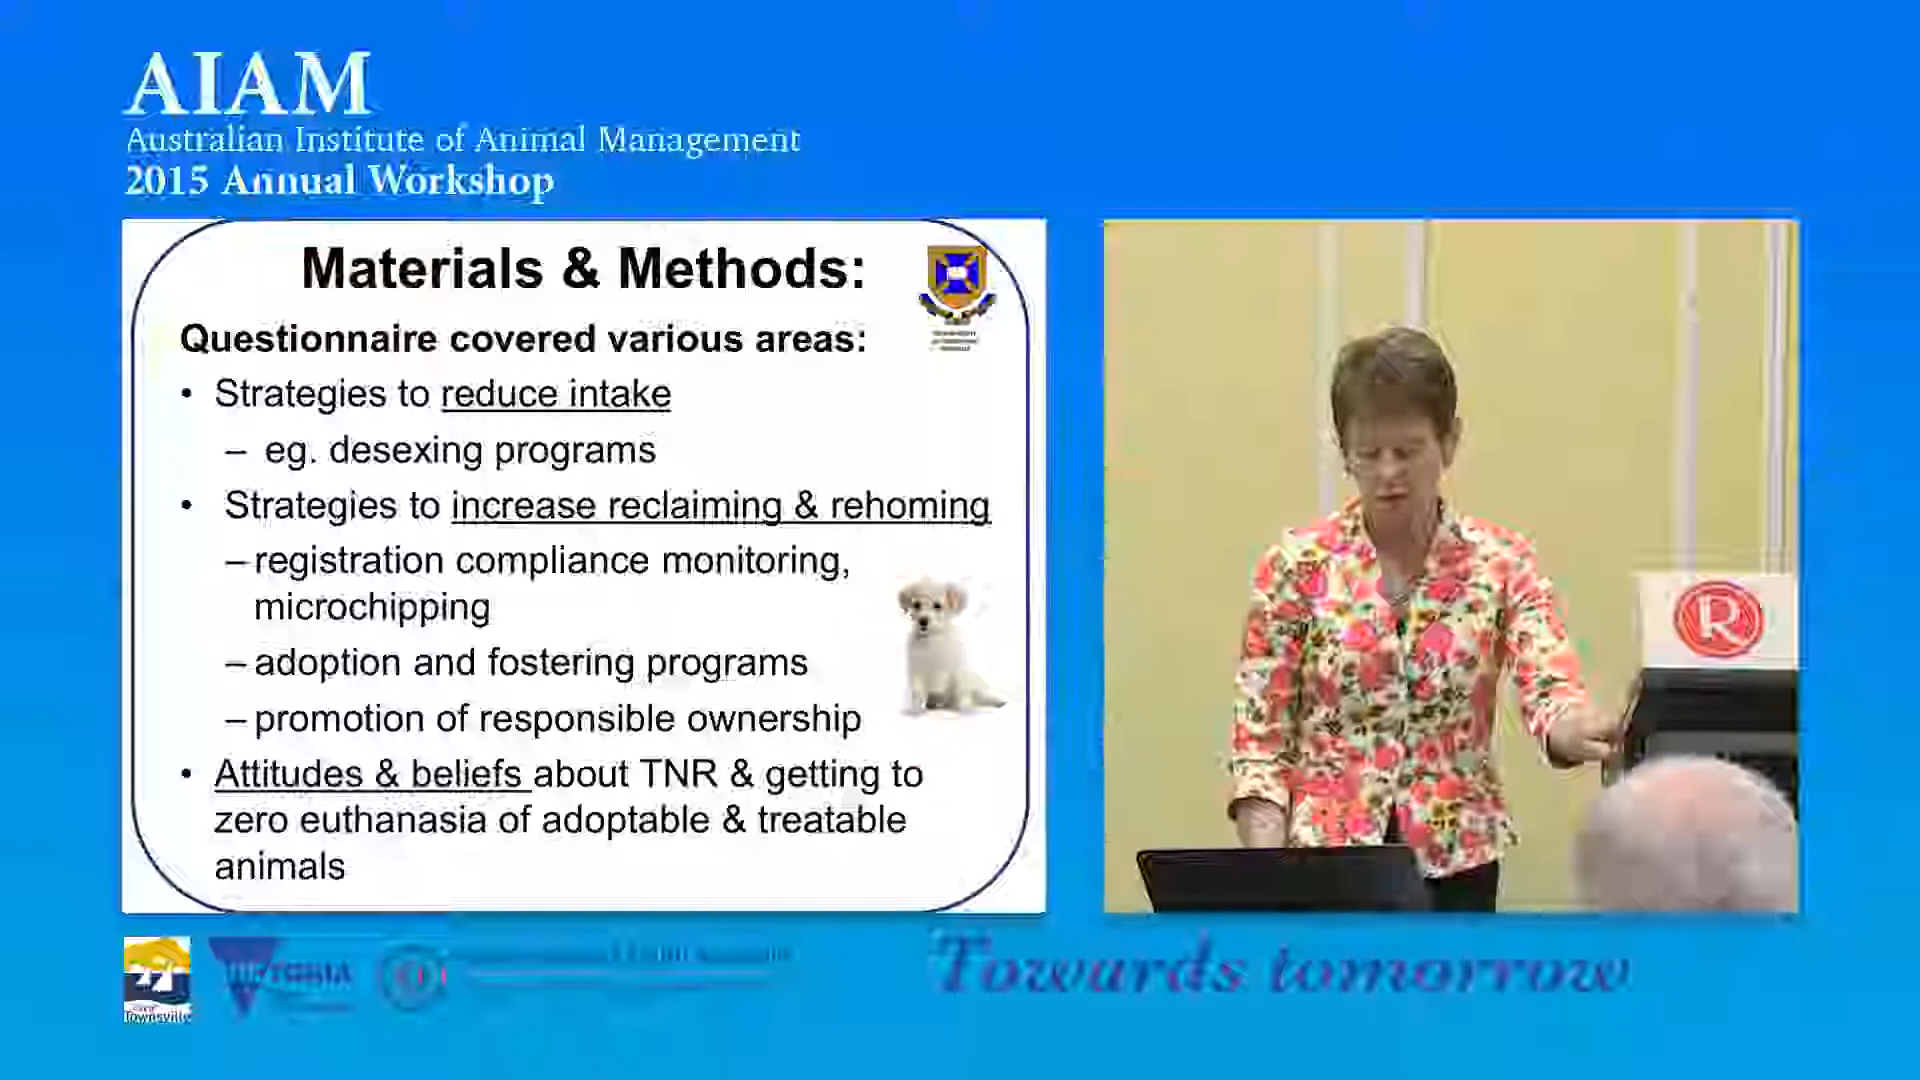 AIAM
Australian Institute of Animal Management
2015 Annual Workshop
Materials & Methods:
Questionnaire covered various areas:
• Strategies to reduce intake
– eg. desexing programs
• Strategies to increase reclaiming & rehoming
– registration compliance monitoring,
microchipping
– adoption and fostering programs
– promotion of responsible ownership
• Attitudes & beliefs about TNR & getting to
zero euthanasia of adoptable & treatable
animals
R
Townsville
VICTORIA
Towards tomorrow